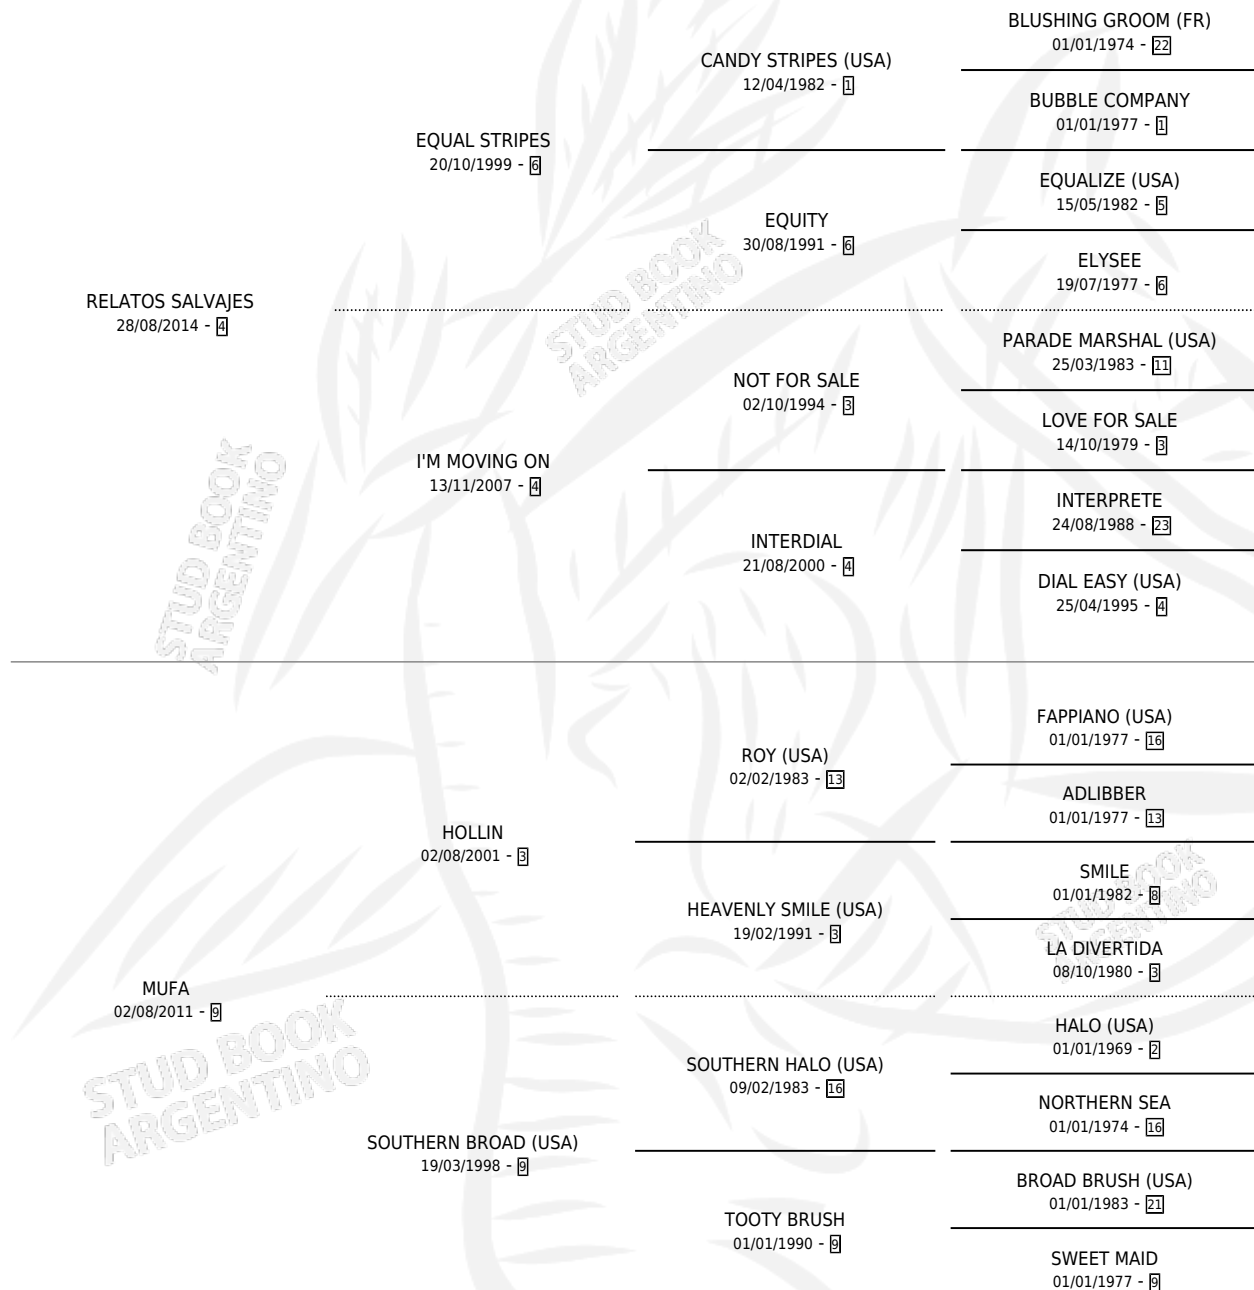 BLUSHING GROOM (FR)
01/01/1974 - 22
CANDY STRIPES (USA)
12/04/1982 - 1
BUBBLE COMPANY
01/01/1977 - 1
EQUAL STRIPES
20/10/1999 - 6
EQUALIZE (USA)
15/05/1982 - 5
EQUITY
30/08/1991 - 6
ELYSEE
19/07/1977 - 6
RELATOS SALVAJES
28/08/2014 - 4
PARADE MARSHAL (USA)
25/03/1983 - 11
NOT FOR SALE
02/10/1994 - 3
LOVE FOR SALE
14/10/1979 - 3
I'M MOVING ON
13/11/2007 - 4
INTERPRETE
24/08/1988 - 23
INTERDIAL
21/08/2000 - 4
DIAL EASY (USA)
25/04/1995 - 4
FAPPIANO (USA)
01/01/1977 - 16
ROY (USA)
02/02/1983 - 13
ADLIBBER
01/01/1977 - 13
HOLLIN
02/08/2001 - 3
SMILE
01/01/1982 - 8
HEAVENLY SMILE (USA)
19/02/1991 - 3
LA DIVERTIDA
08/10/1980 - 3
MUFA
02/08/2011 - 9
HALO (USA)
01/01/1969 - 2
SOUTHERN HALO (USA)
09/02/1983 - 16
NORTHERN SEA
01/01/1974 - 16
SOUTHERN BROAD (USA)
19/03/1998 - 9
BROAD BRUSH (USA)
01/01/1983 - 21
TOOTY BRUSH
01/01/1990 - 9
SWEET MAID
01/01/1977 - 9
STUD BOOK
ARGENTINO
STUD BOOK
ARGENTINO
STUD BOOK
ARGENTINO
STUD BOOK
ARGENTINO